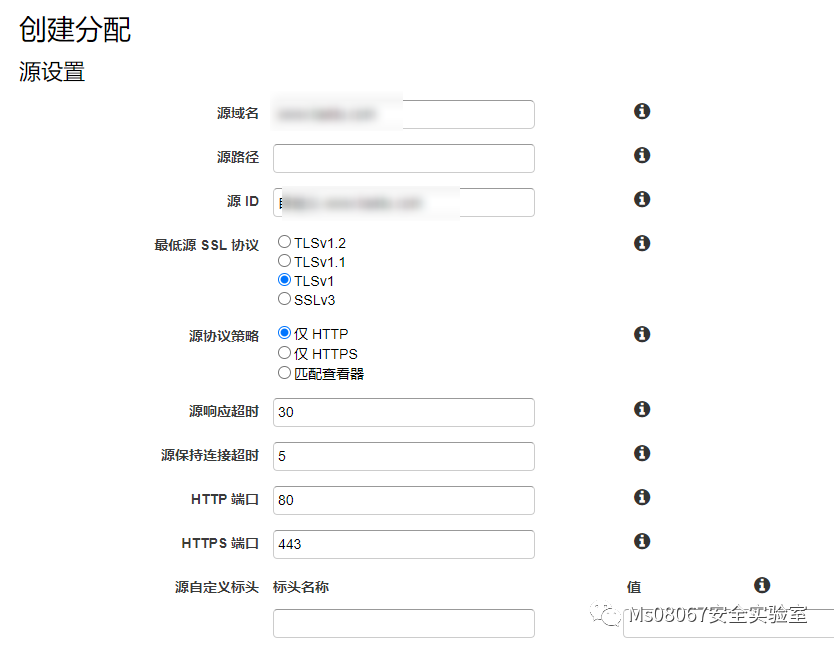 创建分配
源设置
源域名
源路径
源 ID
最低源 SSL 协议
TLSv1.2
TLSv1.1
TLSv1
SSLv3
源协议策略
仅 HTTP
仅 HTTPS
匹配查看器
源响应超时 30
源保持连接超时 5
HTTP 端口 80
HTTPS 端口 443
源自定义标头 标头名称 值
Ms08067安全实验室